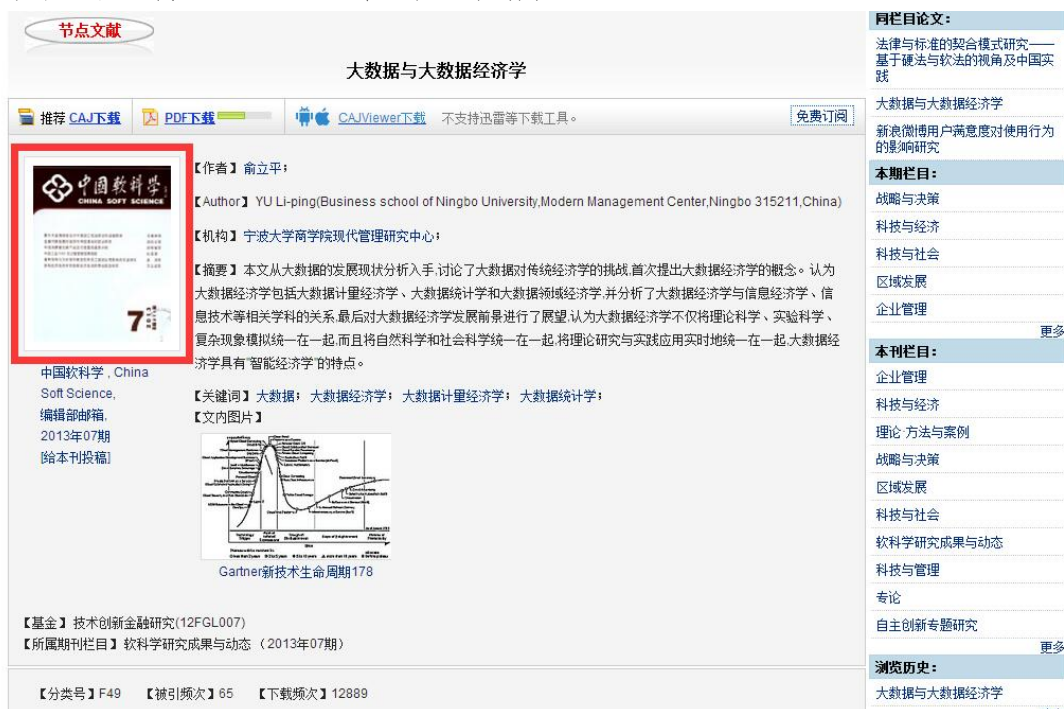 节点文献
大数据与大数据经济学
推荐 CAJ下载
PDF下载
CAJViewer下载 不支持迅雷等下载工具。
免费订阅
中国软科学
CHINA SOFT SCIENCE
7
中国软科学 , China
Soft Science,
编辑部邮箱,
2013年07期
[给本刊投稿]
【作者】 俞立平;
【Author】 YU Li-ping(Business school of Ningbo University,Modern Management Center,Ningbo 315211,China)
【机构】 宁波大学商学院现代管理研究中心;
【摘要】 本文从大数据的发展现状分析入手,讨论了大数据对传统经济学的挑战,首次提出大数据经济学的概念。认为
大数据经济学包括大数据计量经济学、大数据统计学和大数据领域经济学,并分析了大数据经济学与信息经济学、信
息技术等相关学科的关系,最后对大数据经济学发展前景进行了展望,认为大数据经济学不仅将理论科学、实验科学、
复杂现象模拟统一在一起,而且将自然科学和社会科学统一在一起,将理论研究与实践应用实时地统一在一起,大数据经
济学具有"智能经济学"的特点。
【关键词】 大数据; 大数据经济学; 大数据计量经济学; 大数据统计学;
【文内图片】
Gartner新技术生命周期178
【基金】 技术创新金融研究(12FGL007)
【所属期刊栏目】 软科学研究成果与动态 (2013年07期)
【分类号】F49 【被引频次】65 【下载频次】12889
同栏目论文:
法律与标准的契合模式研究——
基于硬法与软法的视角及中国实
践
大数据与大数据经济学
新浪微博用户满意度对使用行为
的影响研究
本期栏目:
战略与决策
科技与经济
科技与社会
区域发展
企业管理
更多
本刊栏目:
企业管理
科技与经济
理论·方法与案例
战略与决策
区域发展
科技与社会
软科学研究成果与动态
科技与管理
专论
自主创新专题研究
更多
浏览历史:
大数据与大数据经济学